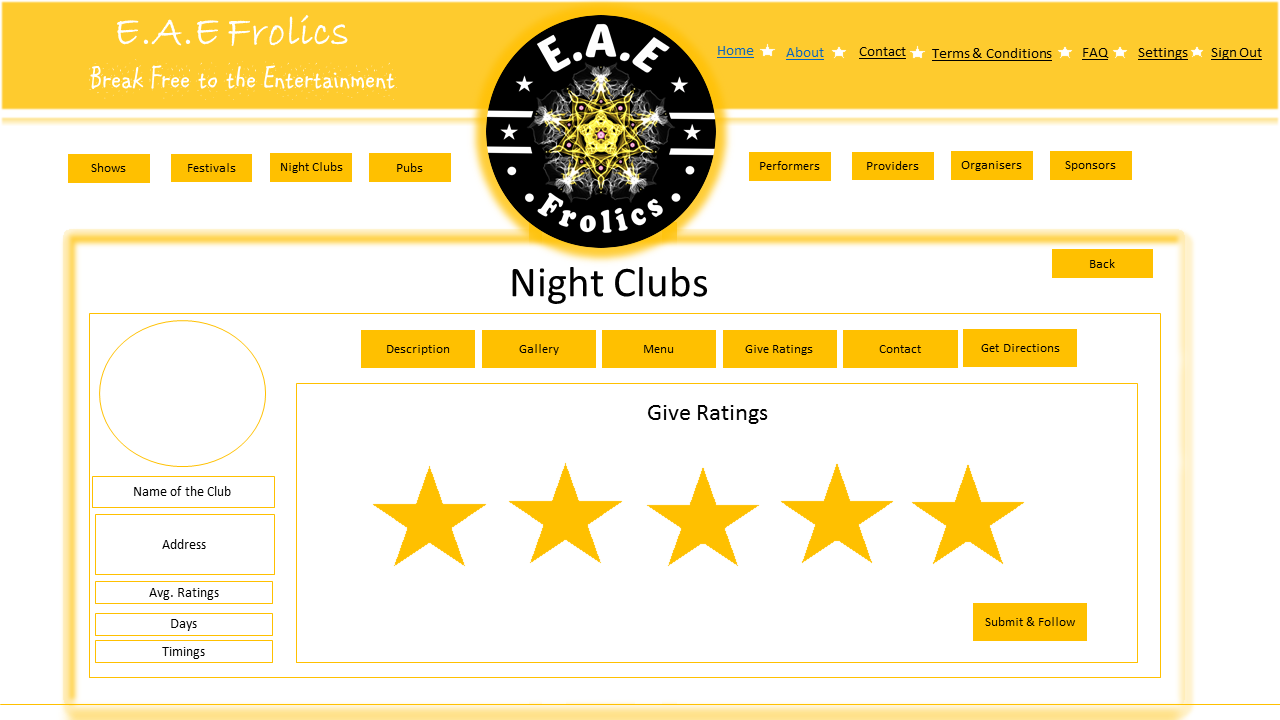 E.A.E Frolics
Break Free to the Entertainment
E.A.E
Frolics
Home
About
Contact
Terms & Conditions
FAQ
Settings
Sign Out
Shows
Festivals
Night Clubs
Pubs
Performers
Providers
Organisers
Sponsors
Back
Night Clubs
Description
Gallery
Menu
Give Ratings
Contact
Get Directions
Give Ratings
Name of the Club
Address
Avg. Ratings
Days
Timings
Submit & Follow